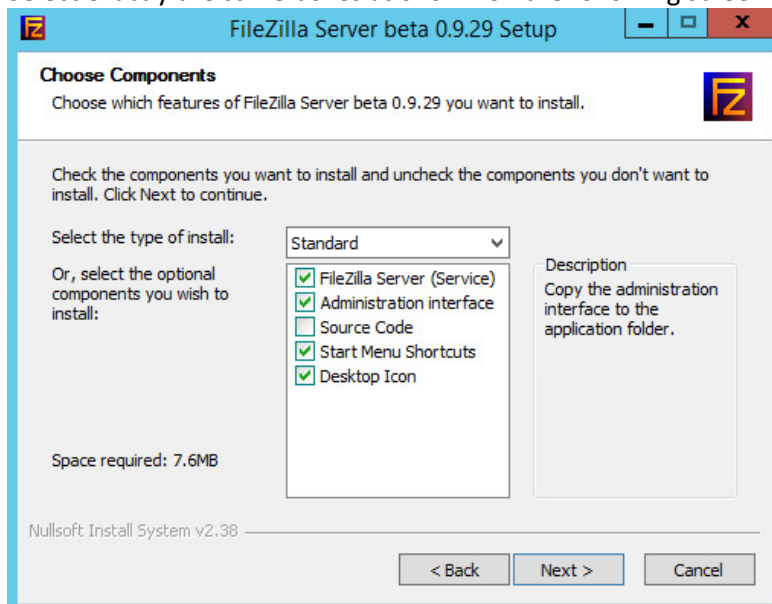 FileZilla Server beta 0.9.29 Setup
Choose Components
Choose which features of FileZilla Server beta 0.9.29 you want to install.
Check the components you want to install and uncheck the components you don't want to
install. Click Next to continue.
Select the type of install:
Standard
Or, select the optional
components you wish to
install:
FileZilla Server (Service)
Administration interface
Source Code
Start Menu Shortcuts
Desktop Icon
Description
Copy the administration
interface to the
application folder.
Space required: 7.6MB
Nullsoft Install System v2.38
< Back
Next >
Cancel